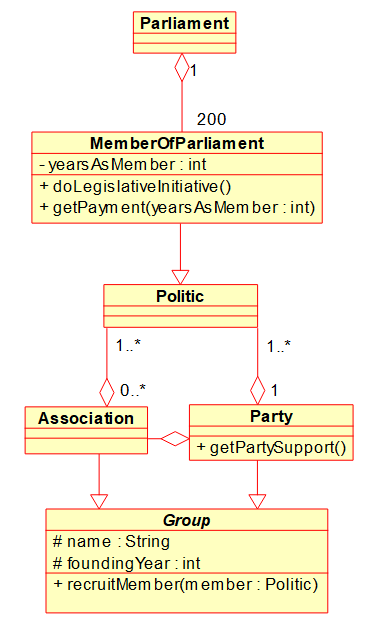 Parliament
1
200
MemberOfParliament
- yearsAsMember : int
+ doLegislativeInitiative()
+ getPayment(yearsAsMember : int)
Politic
1..* 1..*
0..* 1
Association Party
+ getPartySupport()
Group
# name : String
# foundingYear : int
+ recruitMember(member : Politic)